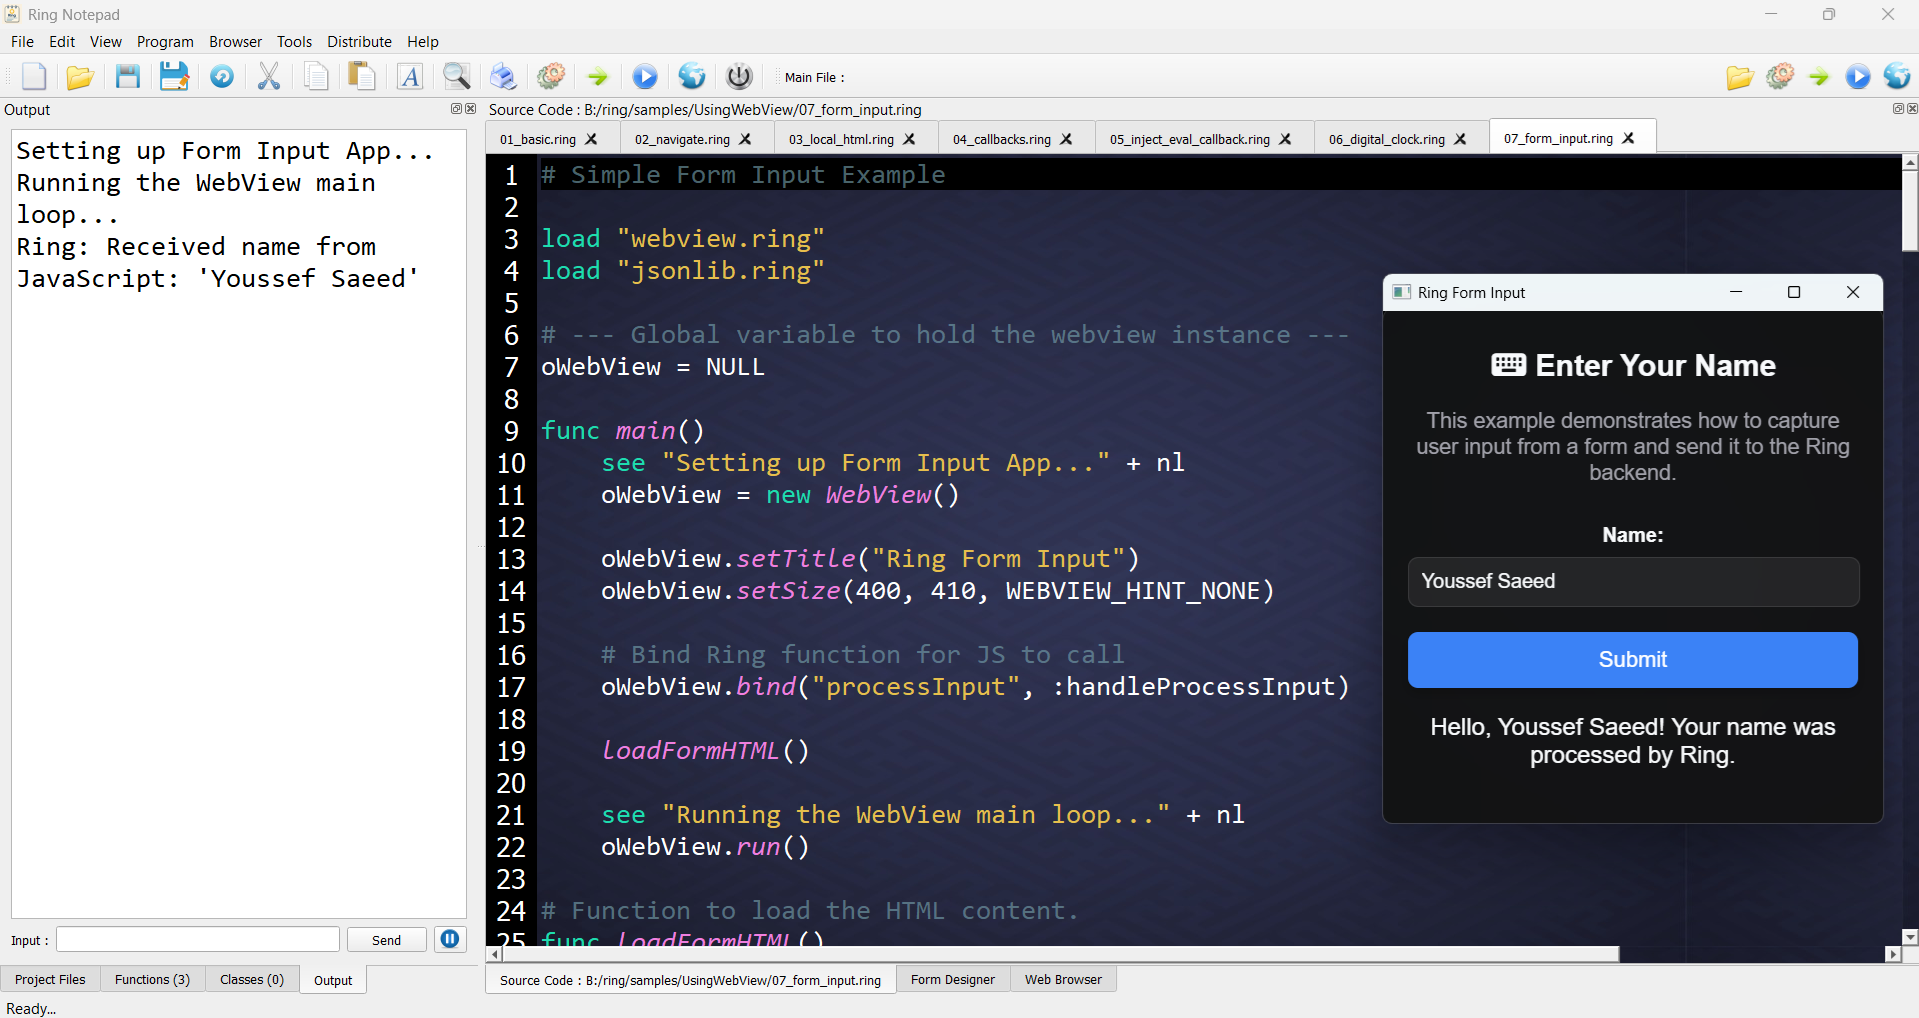 Ring Notepad
File Edit View Program Browser Tools Distribute Help
Main File :
Output
Setting up Form Input App...
Running the WebView main
loop...
Ring: Received name from
JavaScript: 'Youssef Saeed'
Input :
Send
Project Files Functions (3) Classes (0) Output
Ready...
Source Code : B:/ring/samples/UsingWebView/07_form_input.ring
01_basic.ring 02_navigate.ring 03_local_html.ring 04_callbacks.ring 05_inject_eval_callback.ring 06_digital_clock.ring 07_form_input.ring
1 # Simple Form Input Example
2
3 load "webview.ring"
4 load "jsonlib.ring"
5
6 # --- Global variable to hold the webview instance ---
7 oWebView = NULL
8
9 func main()
10 see "Setting up Form Input App..." + nl
11 oWebView = new WebView()
12
13 oWebView.setTitle("Ring Form Input")
14 oWebView.setSize(400, 410, WEBVIEW_HINT_NONE)
15
16 # Bind Ring function for JS to call
17 oWebView.bind("processInput", :handleProcessInput)
18
19 loadFormHTML()
20
21 see "Running the WebView main loop..." + nl
22 oWebView.run()
23
24 # Function to load the HTML content.
25 func loadFormHTML()
Source Code : B:/ring/samples/UsingWebView/07_form_input.ring Form Designer Web Browser
Ring Form Input
Enter Your Name
This example demonstrates how to capture
user input from a form and send it to the Ring
backend.
Name:
Youssef Saeed
Submit
Hello, Youssef Saeed! Your name was
processed by Ring.